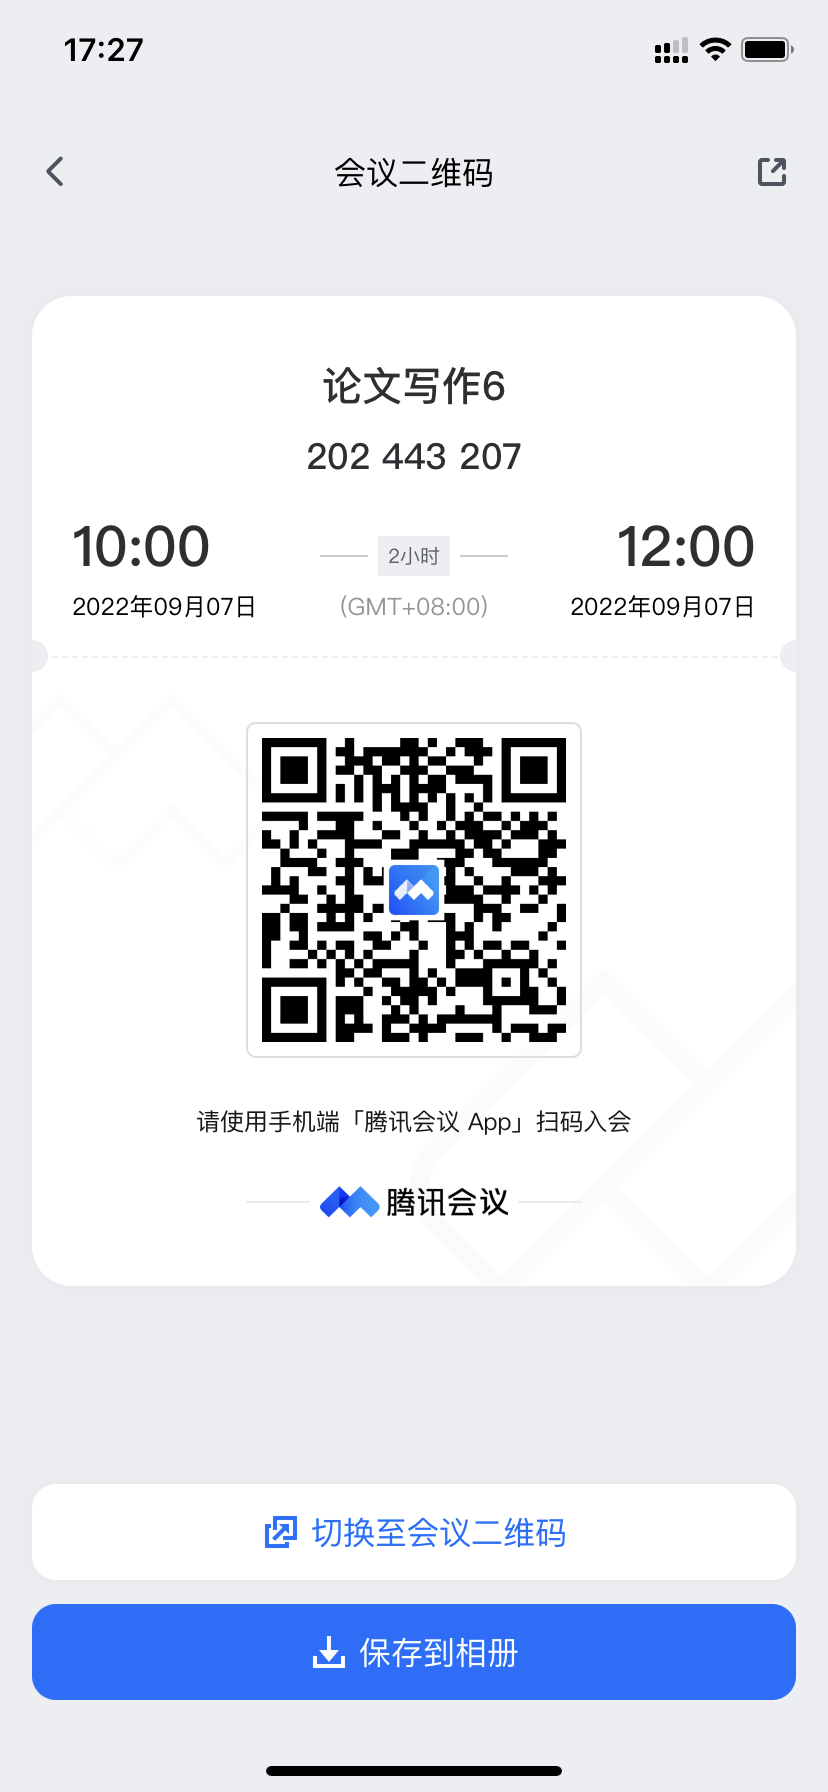 17:27
会议二维码
论文写作6
202 443 207
10:00
2小时
12:00
2022年09月07日
(GMT+08:00)
2022年09月07日
请使用手机端「腾讯会议 App」扫码入会
腾讯会议
切换至会议二维码
保存到相册